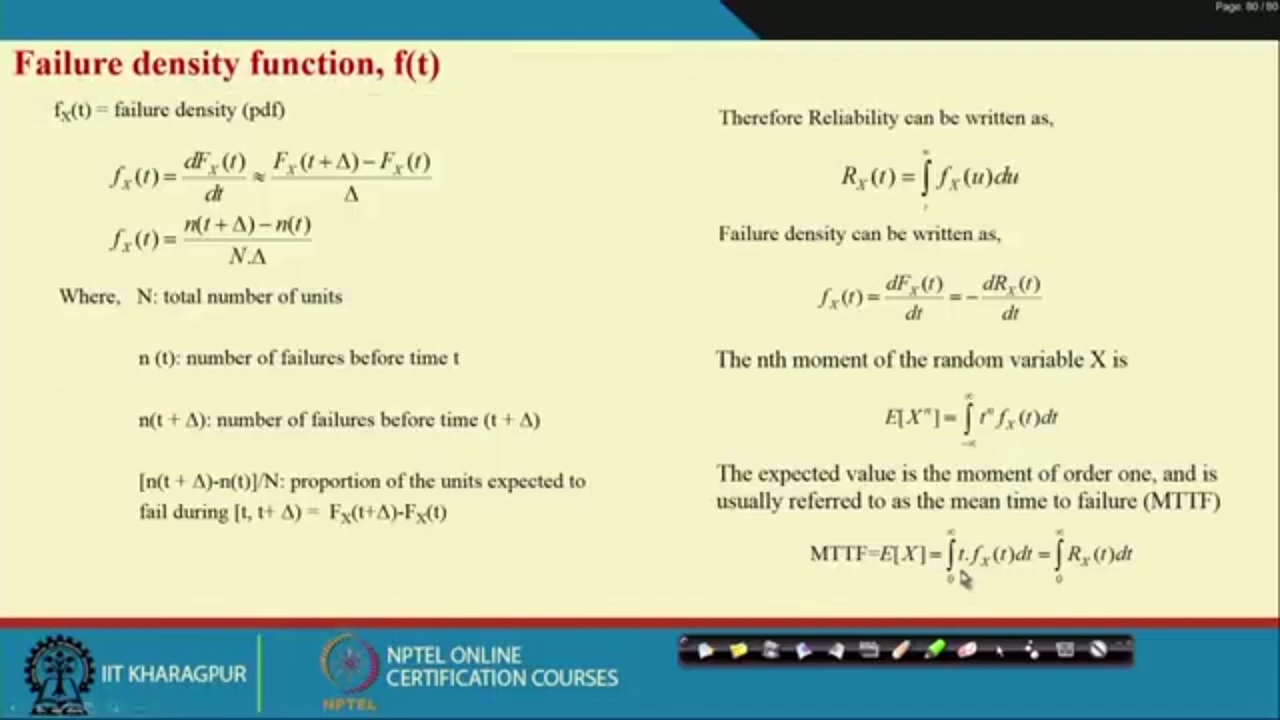 Page: 80 / 80
Failure density function, f(t)
f_X(t) = failure density (pdf)
f_X(t) = dF_X(t)/dt ≈ (F_X(t+Δ) − F_X(t))/Δ
f_X(t) = (n(t+Δ) − n(t))/(N.Δ)
Where, N: total number of units
n (t): number of failures before time t
n(t + Δ): number of failures before time (t + Δ)
[n(t + Δ)-n(t)]/N: proportion of the units expected to
fail during [t, t+ Δ) = F_X(t+Δ)-F_X(t)
Therefore Reliability can be written as,
R_X(t) = ∫_t^∞ f_X(u)du
Failure density can be written as,
f_X(t) = dF_X(t)/dt = − dR_X(t)/dt
The nth moment of the random variable X is
E[X^n] = ∫_{-∞}^∞ t^n f_X(t)dt
The expected value is the moment of order one, and is
usually referred to as the mean time to failure (MTTF)
MTTF=E[X] = ∫_0^∞ t.f_X(t)dt = ∫_0^∞ R_X(t)dt
IIT KHARAGPUR
NPTEL
NPTEL ONLINE
CERTIFICATION COURSES